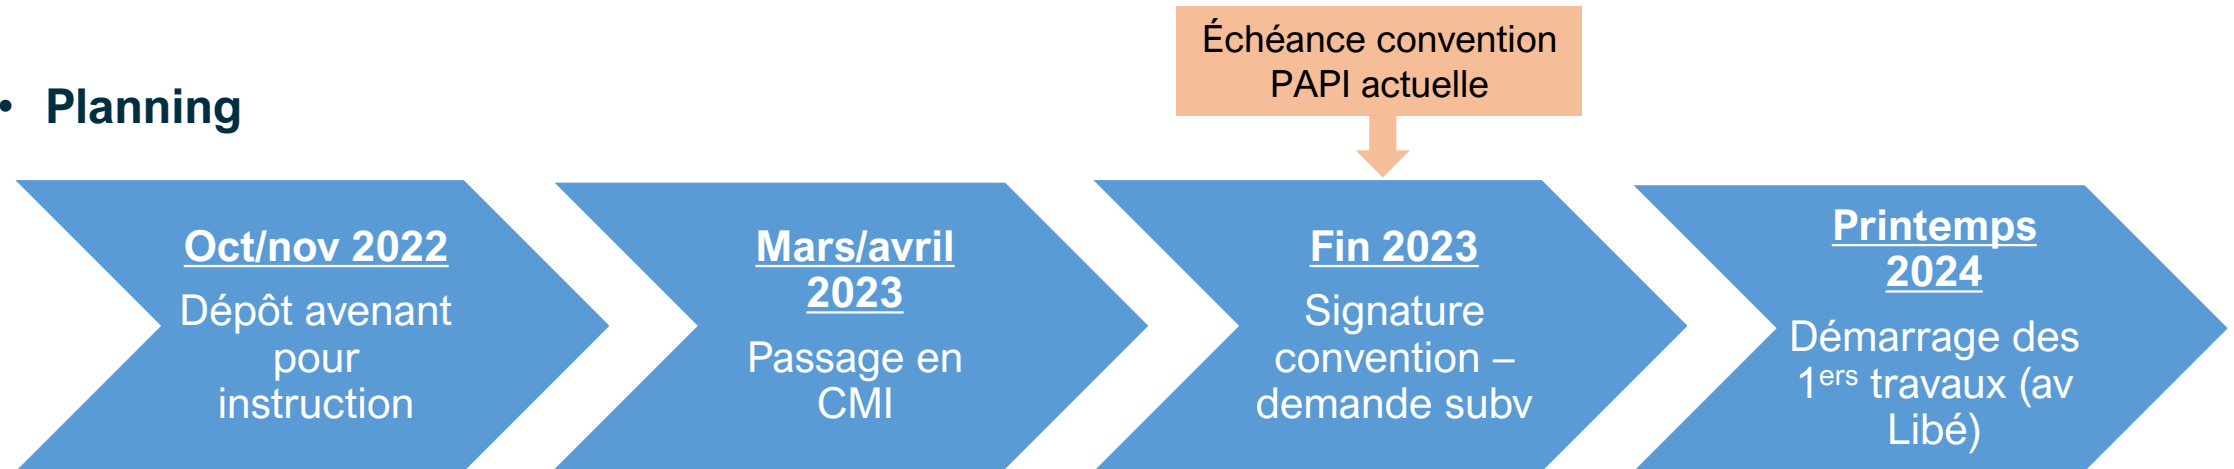 Échéance convention
PAPI actuelle
• Planning
Oct/nov 2022
Dépôt avenant
pour
instruction
Mars/avril
2023
Passage en
CMI
Fin 2023
Signature
convention –
demande subv
Printemps
2024
Démarrage des
1ers travaux (av
Libé)